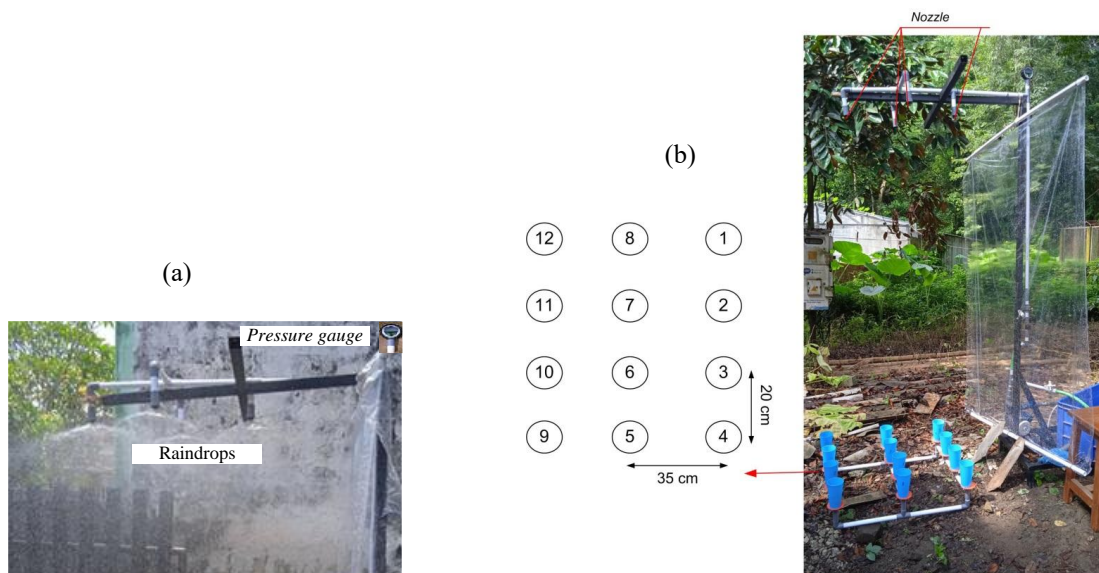 Nozzle
(b)
12 8 1
11 7 2
(a)
Pressure gauge
10 6 3
20 cm
Raindrops
9 5 4
35 cm